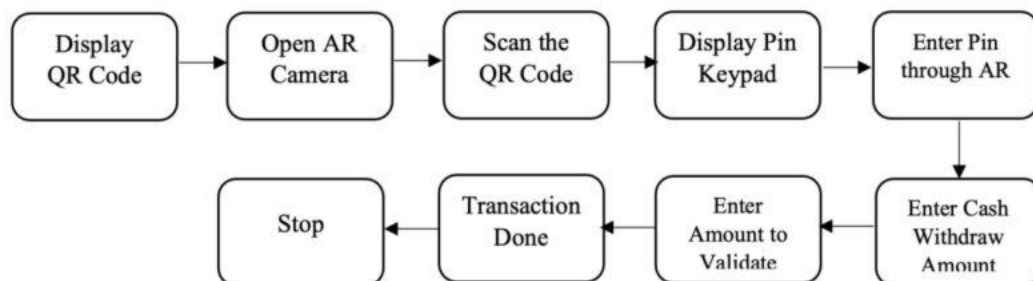 Display
QR Code
Open AR
Camera
Scan the
QR Code
Display Pin
Keypad
Enter Pin
through AR
Enter Cash
Withdraw
Amount
Enter
Amount to
Validate
Transaction
Done
Stop